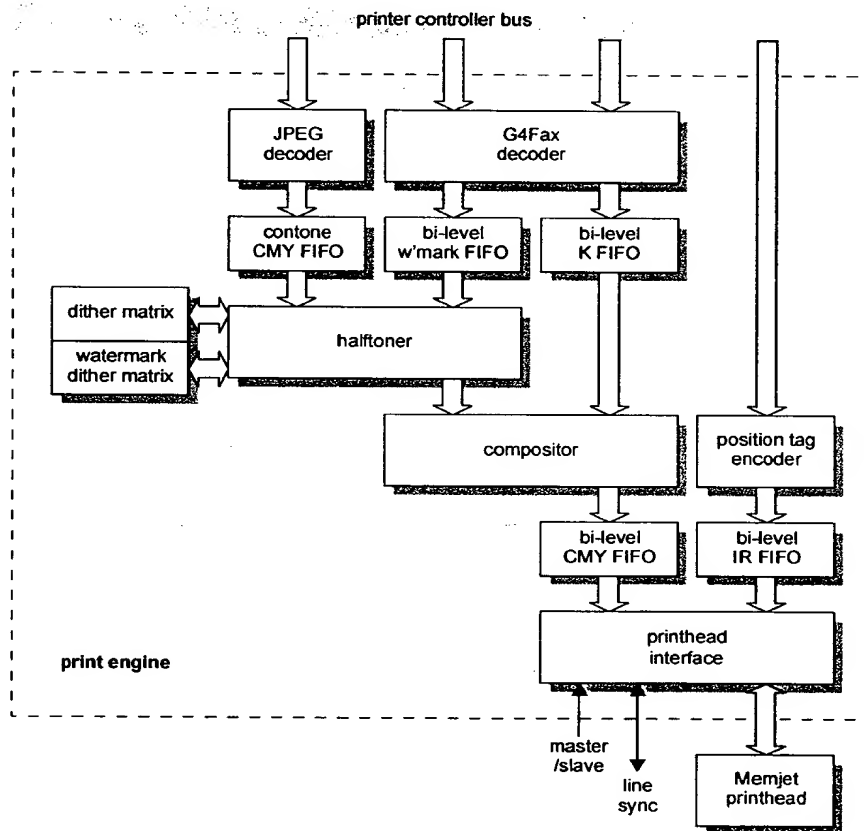 printer controller bus
JPEG
decoder
G4Fax
decoder
contone
CMY FIFO
bi-level
w'mark FIFO
bi-level
K FIFO
dither matrix
watermark
dither matrix
halftoner
compositor
position tag
encoder
bi-level
CMY FIFO
bi-level
IR FIFO
printhead
interface
print engine
master
/slave
line
sync
Memjet
printhead